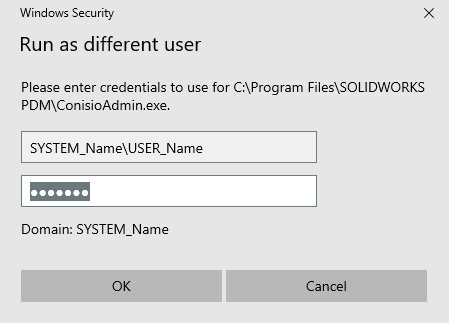 Windows Security
Run as different user
Please enter credentials to use for C:\Program Files\SOLIDWORKS
PDM\ConisioAdmin.exe.
SYSTEM_Name\USER_Name
●●●●●●●
Domain: SYSTEM_Name
OK Cancel